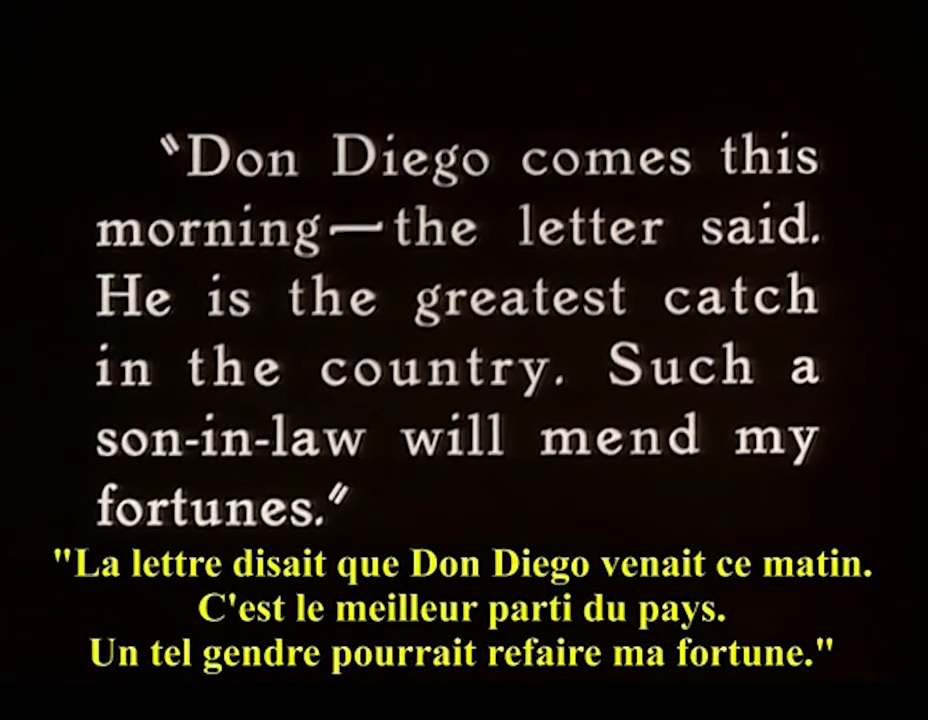 "Don Diego comes this
morning—the letter said.
He is the greatest catch
in the country. Such a
son-in-law will mend my
fortunes."
"La lettre disait que Don Diego venait ce matin.
C'est le meilleur parti du pays.
Un tel gendre pourrait refaire ma fortune."